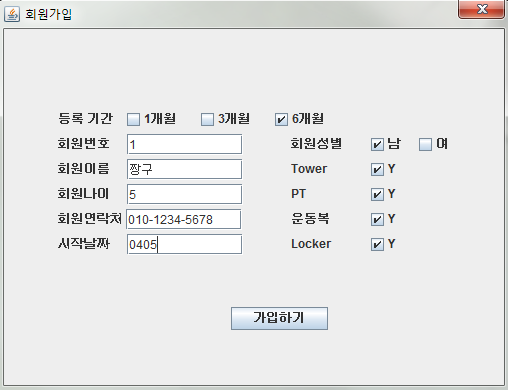 회원가입
등록 기간 1개월 3개월 6개월
회원번호 1 회원성별 남 여
회원이름 짱구 Tower Y
회원나이 5 PT Y
회원연락처 010-1234-5678 운동복 Y
시작날짜 0405 Locker Y
가입하기